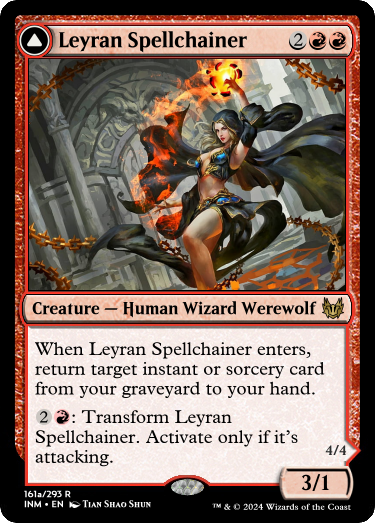 Leyran Spellchainer 2
Creature — Human Wizard Werewolf
When Leyran Spellchainer enters,
return target instant or sorcery card
from your graveyard to your hand.
2 : Transform Leyran
Spellchainer. Activate only if it's
attacking.
4/4
3/1
161a/293 R
INM • EN Tian Shao Shun
™ & © 2024 Wizards of the Coast